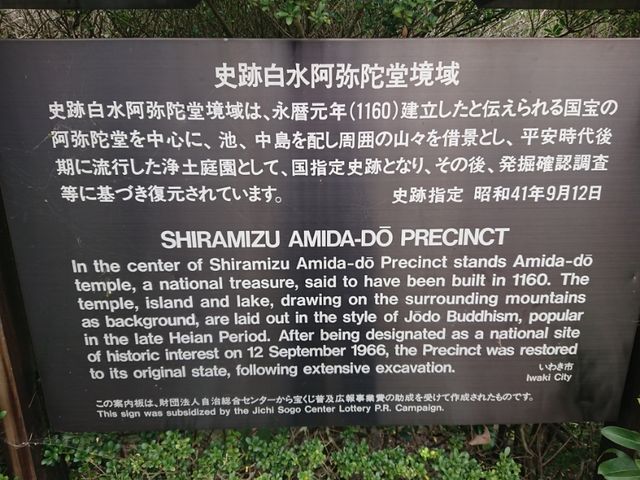 史跡白水阿弥陀堂境域
史跡白水阿弥陀堂境域は、永暦元年(1160)建立したと伝えられる国宝の
阿弥陀堂を中心に、池、中島を配し周囲の山々を借景とし、平安時代後
期に流行した浄土庭園として、国指定史跡となり、その後、発掘確認調査
等に基づき復元されています。 史跡指定 昭和41年9月12日
SHIRAMIZU AMIDA-DŌ PRECINCT
In the center of Shiramizu Amida-dō Precinct stands Amida-dō
temple, a national treasure, said to have been built in 1160. The
temple, island and lake, drawing on the surrounding mountains
as background, are laid out in the style of Jōdo Buddhism, popular
in the late Heian Period. After being designated as a national site
of historic interest on 12 September 1966, the Precinct was restored
to its original state, following extensive excavation.
いわき市
Iwaki City
この案内板は、財団法人自治総合センターから宝くじ普及広報事業費の助成を受けて作成されたものです。
This sign was subsidized by the Jichi Sogo Center Lottery P.R. Campaign.